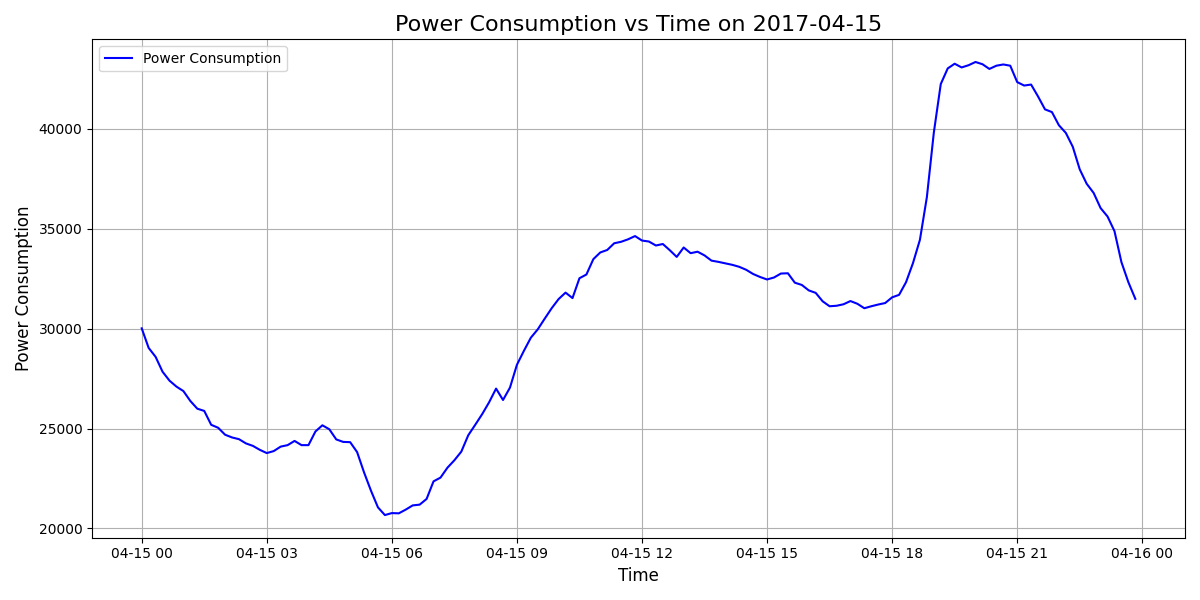 Power Consumption vs Time on 2017-04-15
Power Consumption
40000
35000
30000
25000
20000
Power Consumption
04-15 00 04-15 03 04-15 06 04-15 09 04-15 12 04-15 15 04-15 18 04-15 21 04-16 00
Time